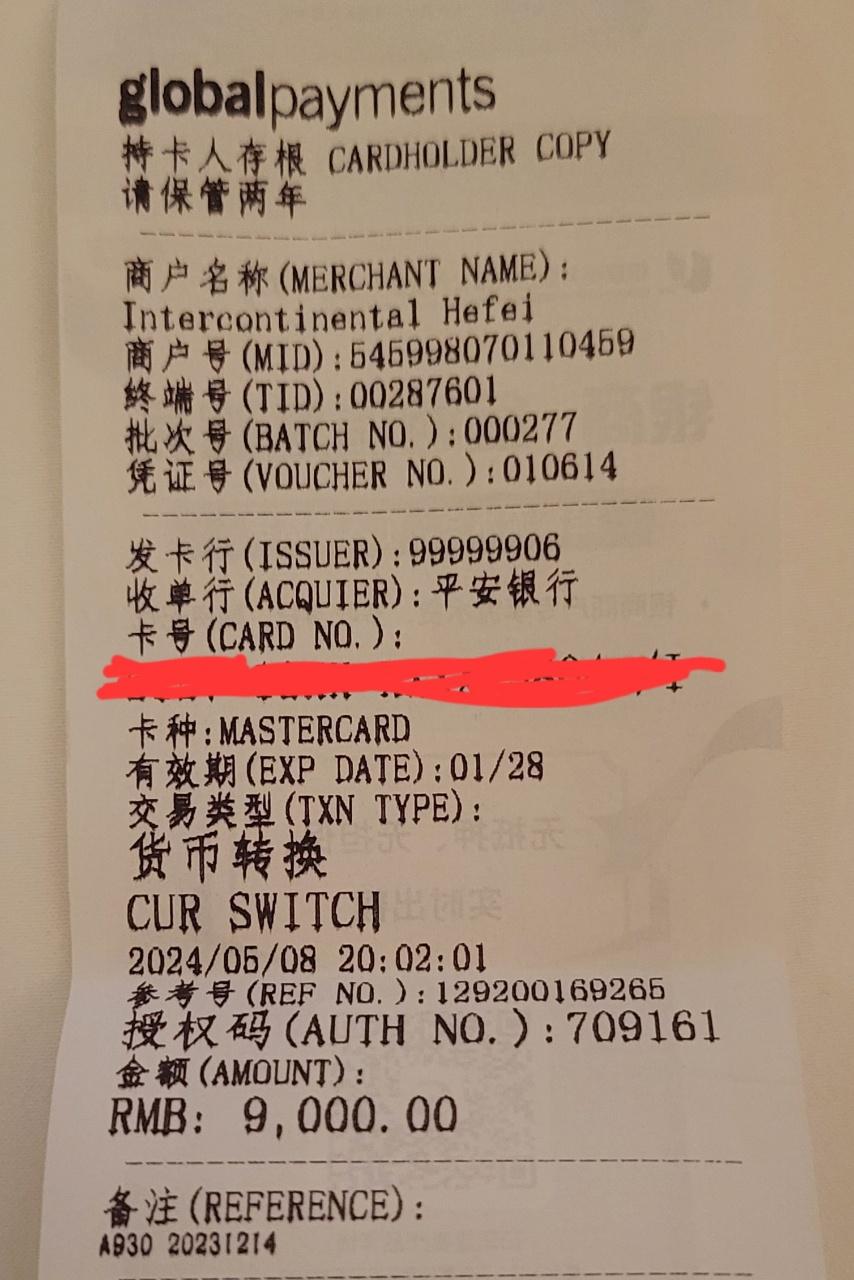 globalpayments
持卡人存根 CARDHOLDER COPY
请保管两年
商户名称(MERCHANT NAME):
Intercontinental Hefei
商户号(MID):545998070110459
终端号(TID):00287601
批次号(BATCH NO.):000277
凭证号(VOUCHER NO.):010614
发卡行(ISSUER):99999906
收单行(ACQUIER):平安银行
卡号(CARD NO.):
卡种:MASTERCARD
有效期(EXP DATE):01/28
交易类型(TXN TYPE):
货币转换
CUR SWITCH
2024/05/08 20:02:01
参考号(REF NO.):129200169265
授权码(AUTH NO.):709161
金额(AMOUNT):
RMB: 9,000.00
备注(REFERENCE):
A930 20231214